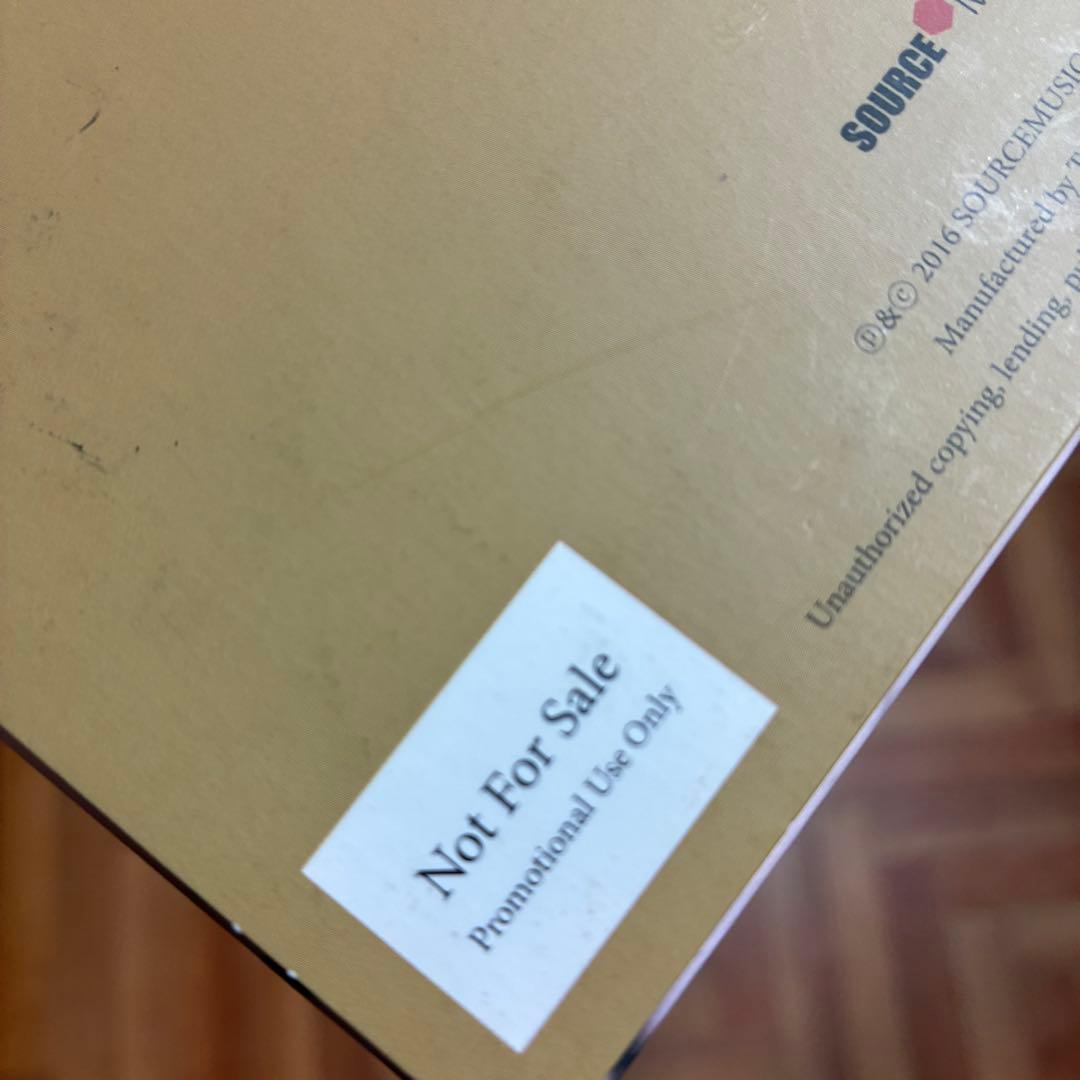 SOURCE
Ⓟ&ⓒ 2016 SOURCEMUSIC
Manufactured by
Unauthorized copying, lending,
Not For Sale
Promotional Use Only